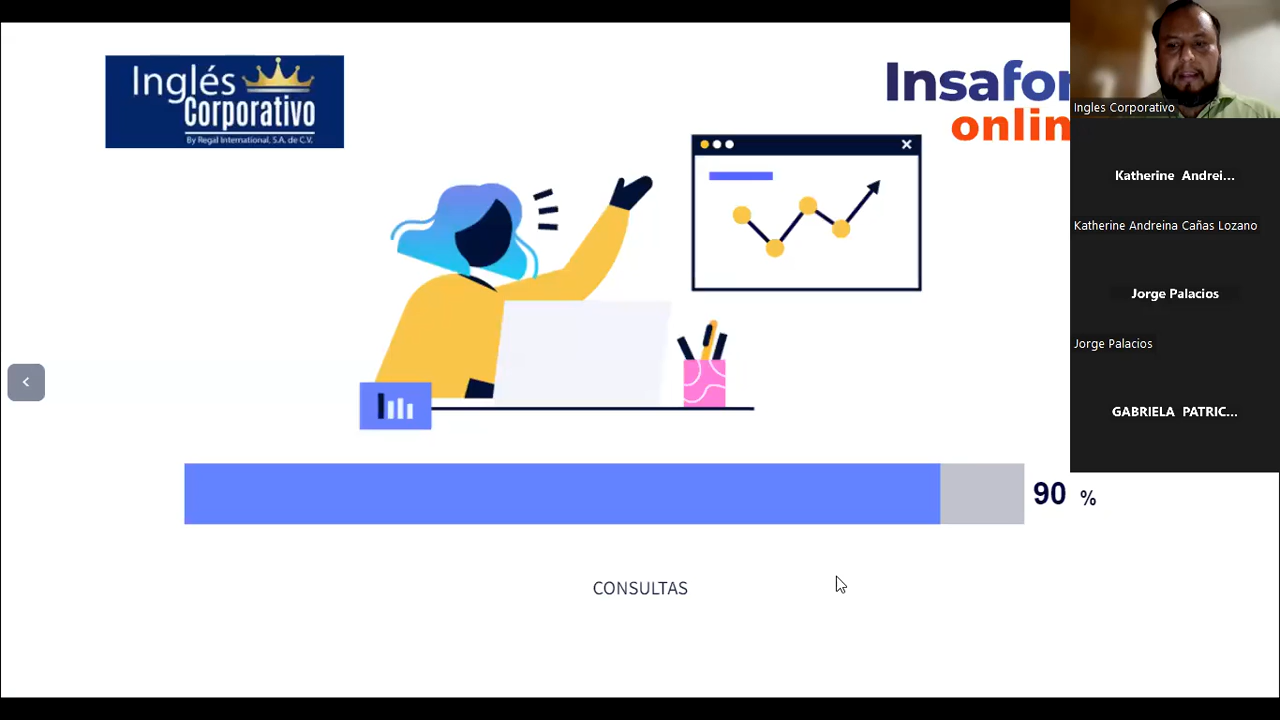 Inglés
Corporativo
By Regal International, S.A. de C.V.
Insafor
onlin
Ingles Corporativo
Katherine Andrei...
Katherine Andreina Cañas Lozano
Jorge Palacios
Jorge Palacios
GABRIELA PATRIC...
90 %
CONSULTAS